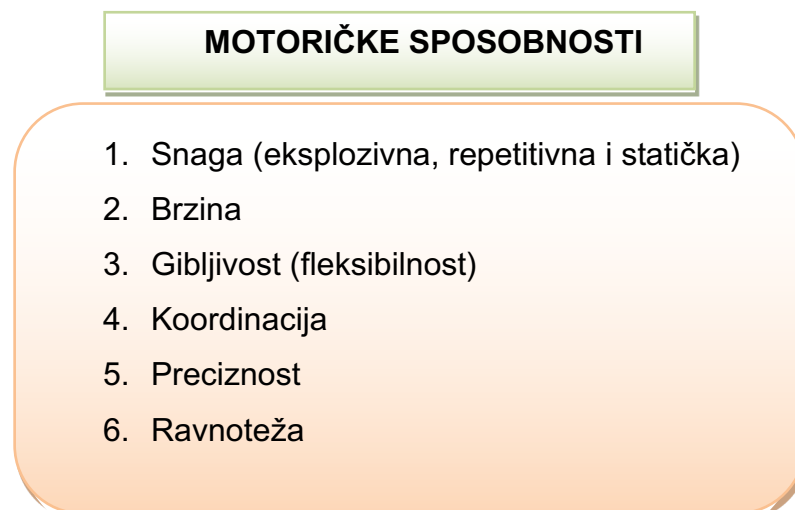 MOTORIČKE SPOSOBNOSTI
1. Snaga (eksplozivna, repetitivna i statička)
2. Brzina
3. Gibljivost (fleksibilnost)
4. Koordinacija
5. Preciznost
6. Ravnoteža